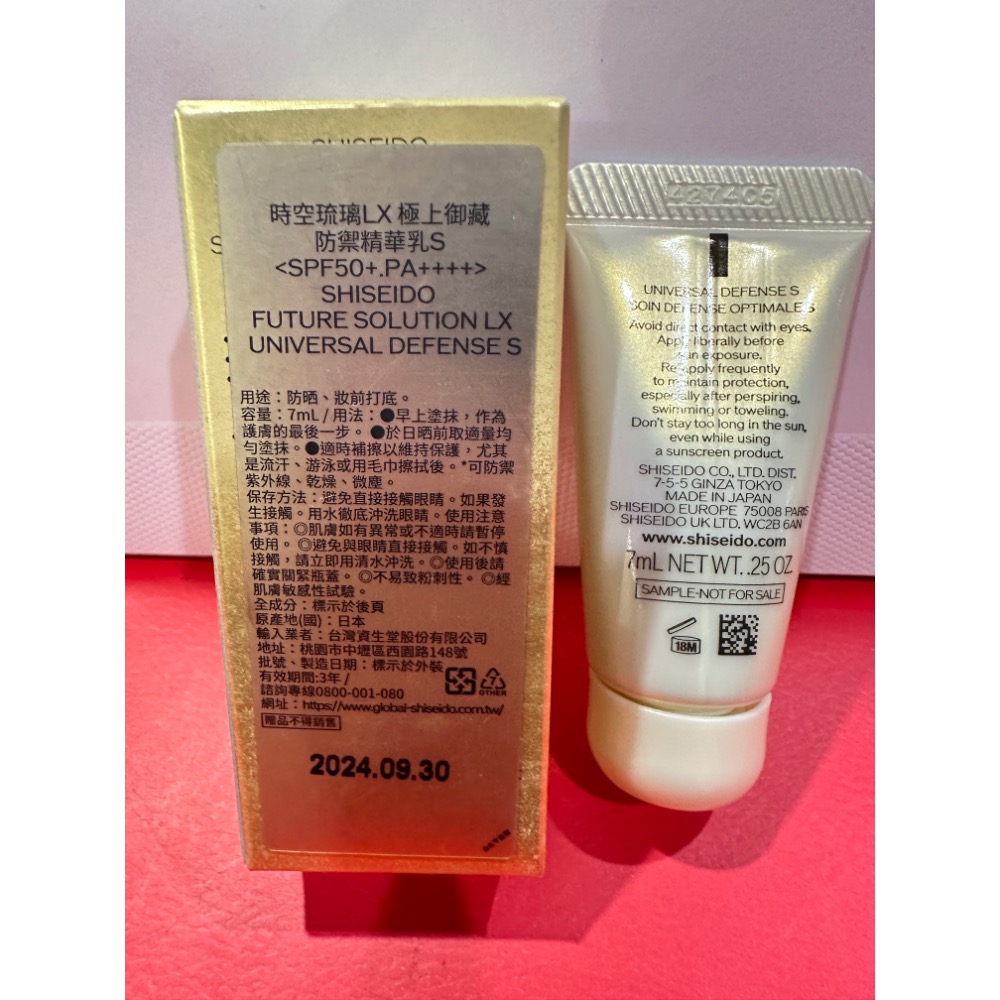 SHISEIDO
時空琉璃LX 極上御藏
防禦精華乳S
<SPF50+.PA++++>
SHISEIDO
FUTURE SOLUTION LX
UNIVERSAL DEFENSE S
用途：防晒、妝前打底。
容量：7mL / 用法：●早上塗抹，作為
護膚的最後一步。●於日晒前取適量均
勻塗抹。●適時補擦以維持保護，尤其
是流汗、游泳或用毛巾擦拭後。*可防禦
紫外線、乾燥、微塵。
保存方法：避免直接接觸眼睛。如果發
生接觸。用水徹底沖洗眼睛。使用注意
事項：◎肌膚如有異常或不適時請暫停
使用。◎避免與眼睛直接接觸。如不慎
接觸，請立即用清水沖洗。◎使用後請
確實關緊瓶蓋。◎不易致粉刺性。◎經
肌膚敏感性試驗。
全成分：標示於後頁
原產地(國)：日本
輸入業者：台灣資生堂股份有限公司
地址：桃園市中壢區西園路148號
批號、製造日期：標示於外裝
有效期間:3年 /
諮詢專線0800-001-080
網址：https://www.global-shiseido.com.tw/
贈品不得銷售
OTHER
2024.09.30
427405
UNIVERSAL DEFENSE S
SOIN DEFENSE OPTIMALE S
Avoid direct contact with eyes.
Apply liberally before
sun exposure.
Reapply frequently
to maintain protection,
especially after perspiring,
swimming or toweling.
Don't stay too long in the sun,
even while using
a sunscreen product.
SHISEIDO CO., LTD. DIST.
7-5-5 GINZA TOKYO
MADE IN JAPAN
SHISEIDO EUROPE 75008 PARIS
SHISEIDO UK LTD. WC2B 6AN
www.shiseido.com
7mL NET WT. .25 OZ.
SAMPLE-NOT FOR SALE
18M